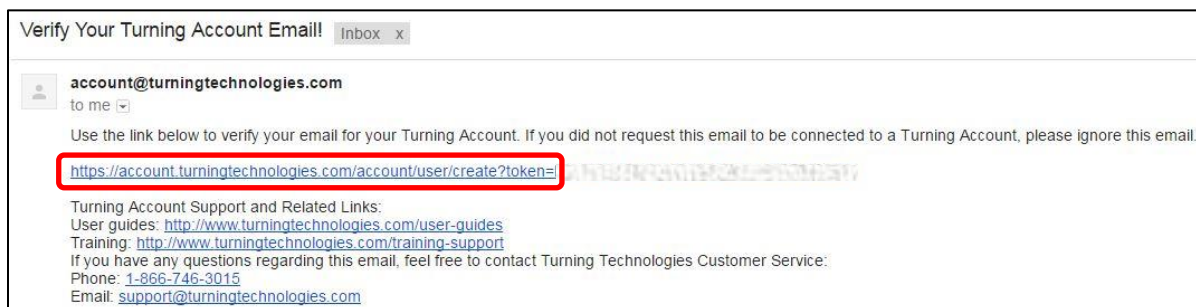 Verify Your Turning Account Email! Inbox x
account@turningtechnologies.com
to me
Use the link below to verify your email for your Turning Account. If you did not request this email to be connected to a Turning Account, please ignore this email.
https://account.turningtechnologies.com/account/user/create?token=
Turning Account Support and Related Links:
User guides: http://www.turningtechnologies.com/user-guides
Training: http://www.turningtechnologies.com/training-support
If you have any questions regarding this email, feel free to contact Turning Technologies Customer Service:
Phone: 1-866-746-3015
Email: support@turningtechnologies.com